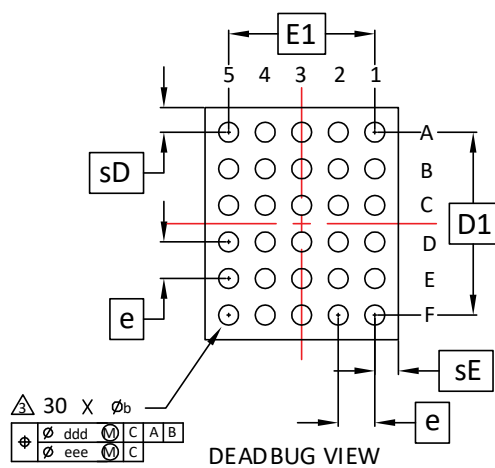 E1
5 4 3 2 1
A
sD
B
C
D1
D
E
e
F
sE
3 30 X Øb
e
⌖ Ø ddd Ⓜ C A B
Ø eee Ⓜ C
DEADBUG VIEW